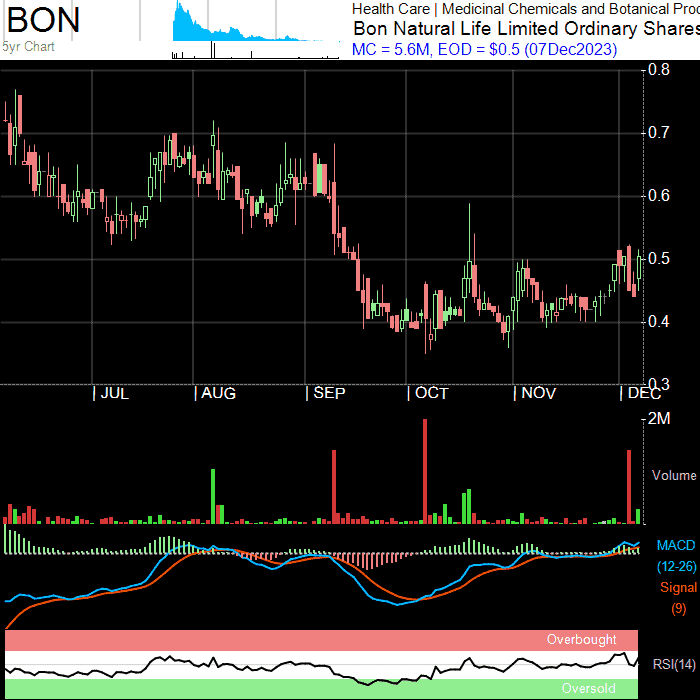 BON
5yr Chart
Health Care | Medicinal Chemicals and Botanical Proc
Bon Natural Life Limited Ordinary Shares
MC = 5.6M, EOD = $0.5 (07Dec2023)
0.8
0.7
0.6
0.5
0.4
0.3
| JUL | AUG | SEP | OCT | NOV | DEC
2M
Volume
MACD
(12-26)
Signal
(9)
Overbought
RSI(14)
Oversold